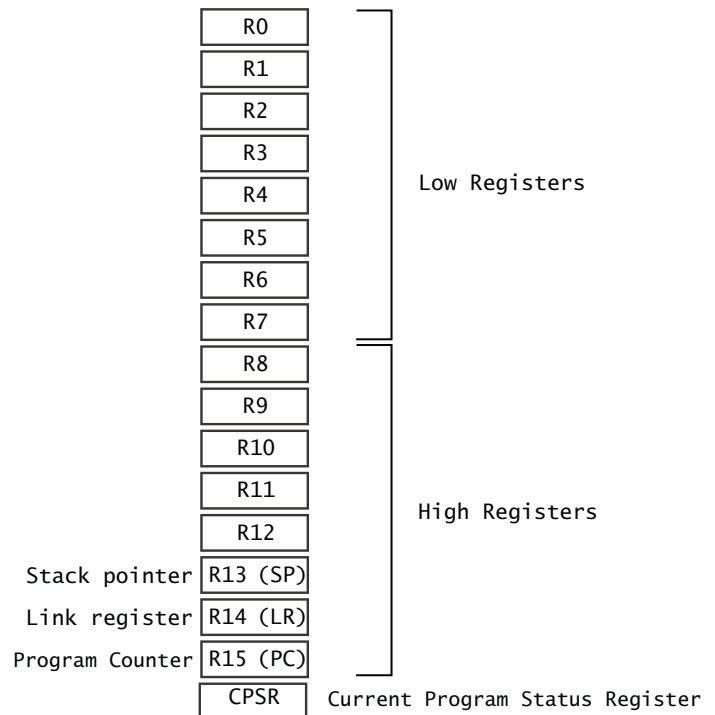 R0
R1
R2
R3
R4
Low Registers
R5
R6
R7
R8
R9
R10
R11
High Registers
R12
Stack pointer R13 (SP)
Link register R14 (LR)
Program Counter R15 (PC)
CPSR Current Program Status Register